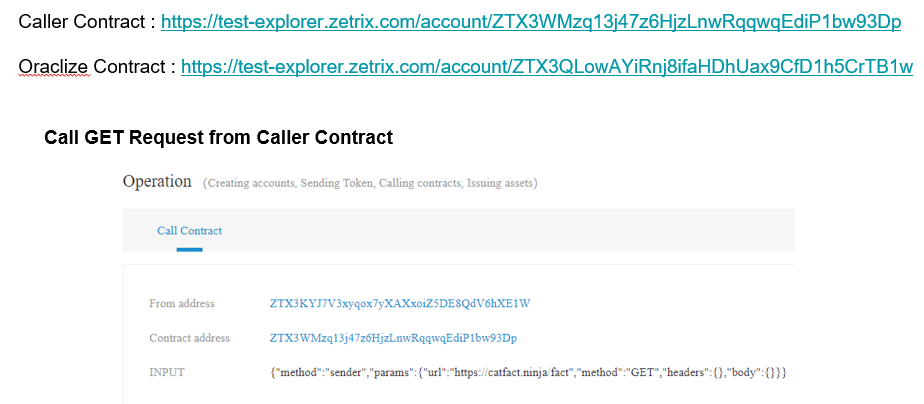 Caller Contract : https://test-explorer.zetrix.com/account/ZTX3WMzq13j47z6HjzLnwRqqwqEdiP1bw93Dp
Oraclize Contract : https://test-explorer.zetrix.com/account/ZTX3QLowAYiRnj8ifaHDhUax9CfD1h5CrTB1w
Call GET Request from Caller Contract
Operation (Creating accounts, Sending Token, Calling contracts, Issuing assets)
Call Contract
From address ZTX3KYJ7V3xyqox7yXAXxoiZ5DE8QdV6hXE1W
Contract address ZTX3WMzq13j47z6HjzLnwRqqwqEdiP1bw93Dp
INPUT {"method":"sender","params":{"url":"https://catfact.ninja/fact","method":"GET","headers":{},"body":{}}}